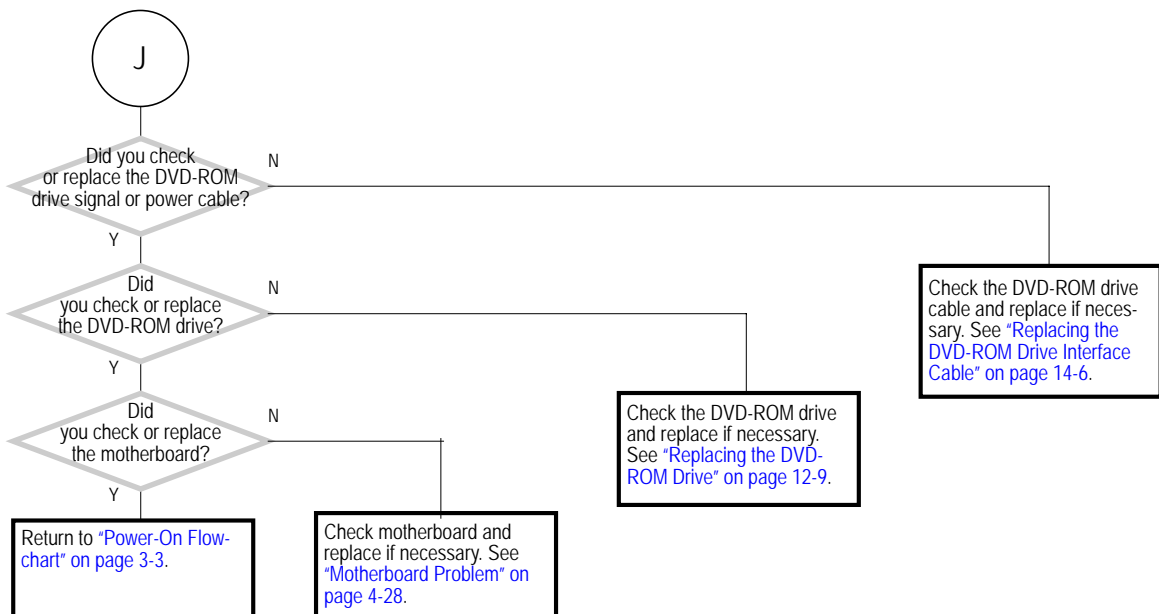 J
Did you check
or replace the DVD-ROM
drive signal or power cable?
N
Y
Did
you check or replace
the DVD-ROM drive?
N
Y
Did
you check or replace
the motherboard?
N
Y
Check the DVD-ROM drive
cable and replace if neces-
sary. See “Replacing the
DVD-ROM Drive Interface
Cable” on page 14-6.
Check the DVD-ROM drive
and replace if necessary.
See “Replacing the DVD-
ROM Drive” on page 12-9.
Check motherboard and
replace if necessary. See
“Motherboard Problem” on
page 4-28.
Return to “Power-On Flow-
chart” on page 3-3.